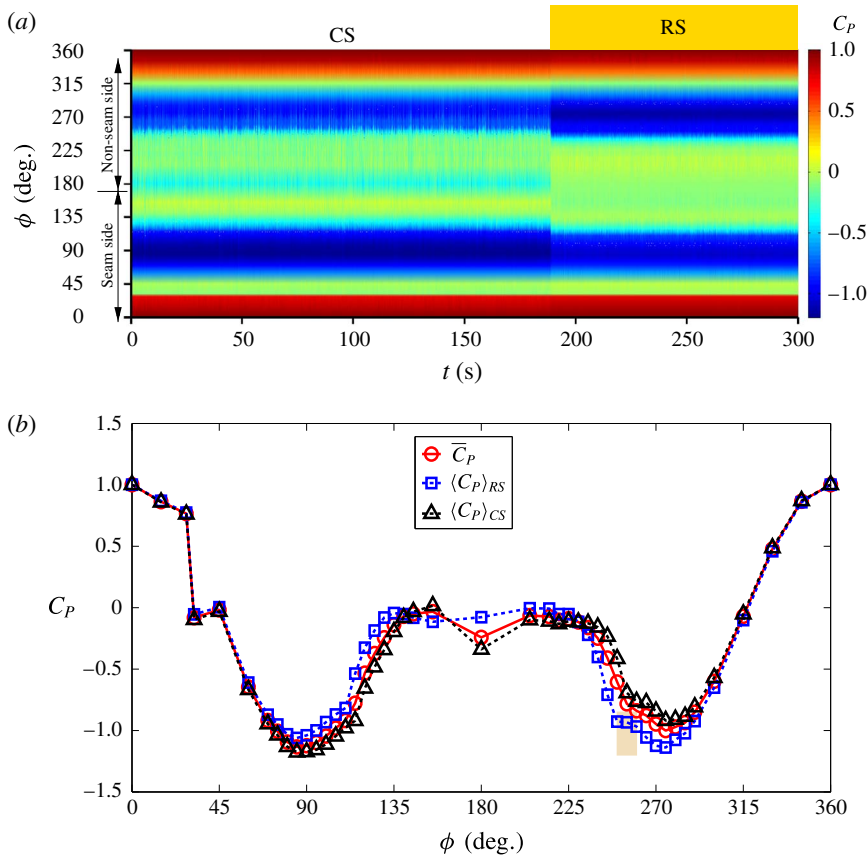 (a)
CS
RS
C_P
360
315
270
225
180
135
90
45
0
ϕ (deg.)
Non-seam side
Seam side
0
50
100
150
200
250
300
t (s)
1.0
0.5
0
−0.5
−1.0
(b)
1.5
1.0
0.5
0
−0.5
−1.0
−1.5
C_P
C̅_P
⟨C_P⟩_RS
⟨C_P⟩_CS
0
45
90
135
180
225
270
315
360
ϕ (deg.)